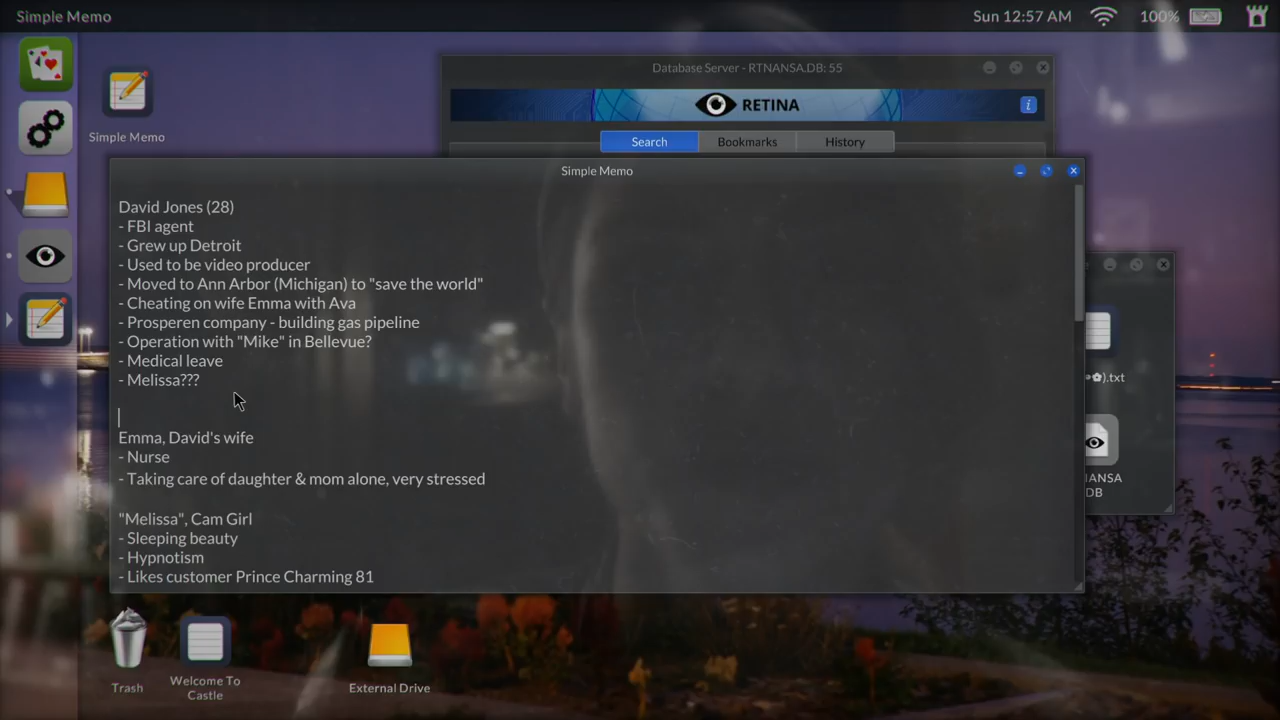 Simple Memo
Sun 12:57 AM
100%
Simple Memo
Database Server - RTNANSA.DB: 55
RETINA
i
Search
Bookmarks
History
Simple Memo
David Jones (28)
- FBI agent
- Grew up Detroit
- Used to be video producer
- Moved to Ann Arbor (Michigan) to "save the world"
- Cheating on wife Emma with Ava
- Prosperen company - building gas pipeline
- Operation with "Mike" in Bellevue?
- Medical leave
- Melissa???
Emma, David's wife
- Nurse
- Taking care of daughter & mom alone, very stressed
"Melissa", Cam Girl
- Sleeping beauty
- Hypnotism
- Likes customer Prince Charming 81
✿).txt
DB
Trash
Welcome To
Castle
External Drive